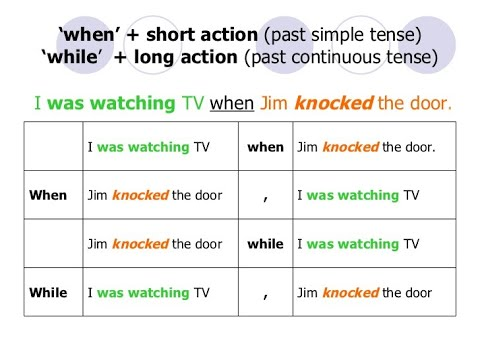 ‘when’ + short action (past simple tense)
‘while’ + long action (past continuous tense)
I was watching TV when Jim knocked the door.
I was watching TV when Jim knocked the door.
When Jim knocked the door , I was watching TV
Jim knocked the door while I was watching TV
While I was watching TV , Jim knocked the door